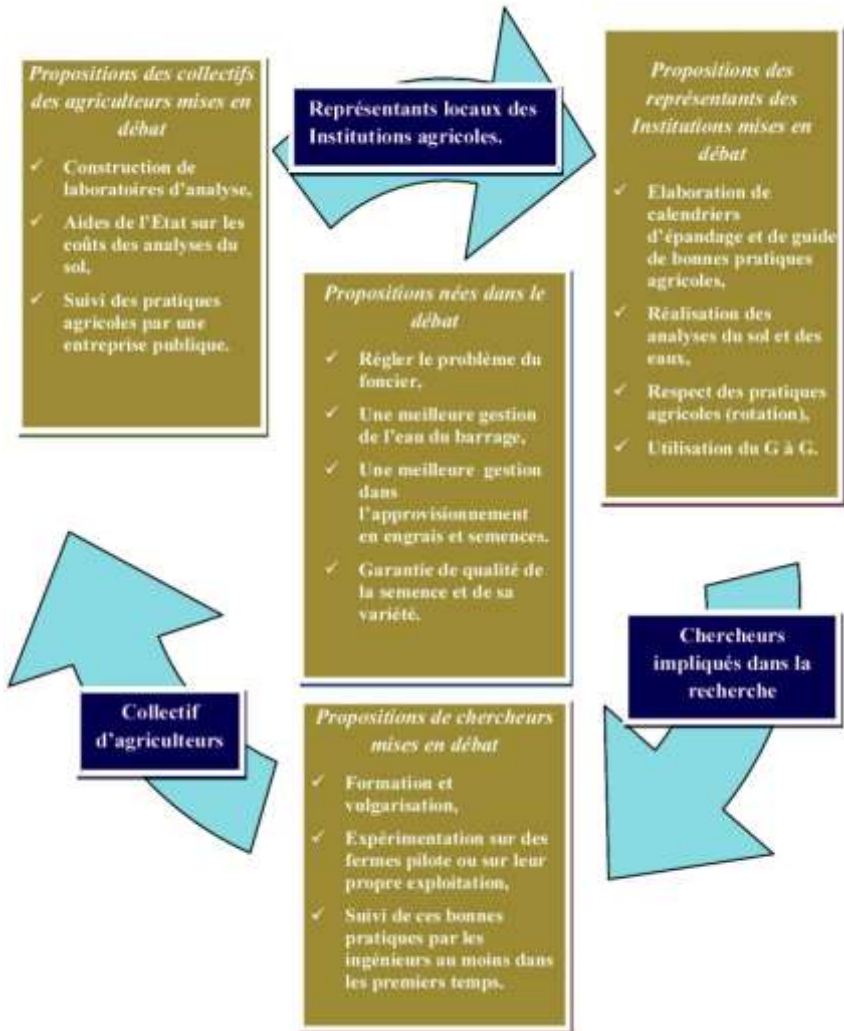 Propositions des collectifs
des agriculteurs mises en
débat
✓ Construction de
laboratoires d'analyse,
✓ Aides de l'Etat sur les
coûts des analyses du
sol,
✓ Suivi des pratiques
agricoles par une
entreprise publique.
Représentants locaux des
Institutions agricoles.
Propositions des
représentants des
Institutions mises en
débat
✓ Elaboration de
calendriers
d'épandage et de guide
de bonnes pratiques
agricoles,
✓ Réalisation des
analyses du sol et des
eaux,
✓ Respect des pratiques
agricoles (rotation),
✓ Utilisation du G à G.
Propositions nées dans le
débat
✓ Régler le problème du
foncier,
✓ Une meilleure gestion
de l'eau du barrage,
✓ Une meilleure gestion
dans
l'approvisionnement
en engrais et semences.
✓ Garantie de qualité de
la semence et de sa
variété.
Chercheurs
impliqués dans la
recherche
Collectif
d'agriculteurs
Propositions de chercheurs
mises en débat
✓ Formation et
vulgarisation,
✓ Expérimentation sur des
fermes pilote ou sur leur
propre exploitation,
✓ Suivi de ces bonnes
pratiques par les
ingénieurs au moins dans
les premiers temps.